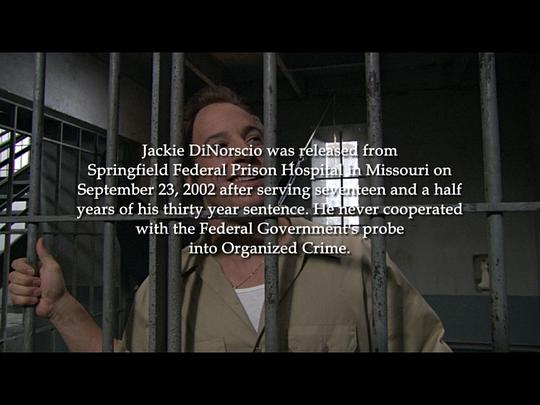 Jackie DiNorscio was released from
Springfield Federal Prison Hospital in Missouri on
September 23, 2002 after serving seventeen and a half
years of his thirty year sentence. He never cooperated
with the Federal Government's probe
into Organized Crime.